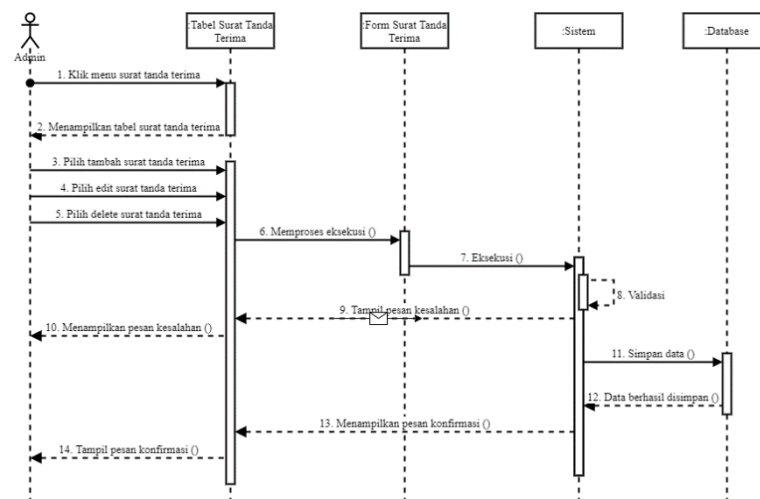 :Tabel Surat Tanda
Terima
:Form Surat Tanda
Terima
:Sistem
:Database
Admin
1. Klik menu surat tanda terima
2. Menampilkan tabel surat tanda terima
3. Pilih tambah surat tanda terima
4. Pilih edit surat tanda terima
5. Pilih delete surat tanda terima
6. Memproses eksekusi ()
7. Eksekusi ()
8. Validasi
9. Tampil pesan kesalahan ()
10. Menampilkan pesan kesalahan ()
11. Simpan data ()
12. Data berhasil disimpan ()
13. Menampilkan pesan konfirmasi ()
14. Tampil pesan konfirmasi ()